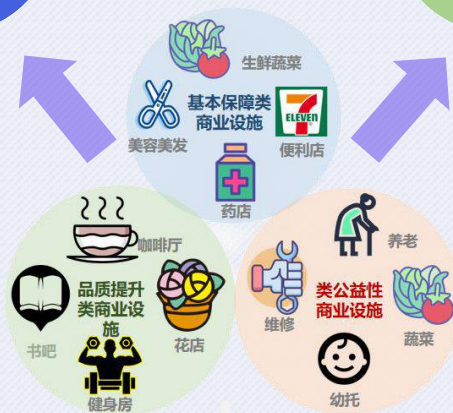 生鲜蔬菜
基本保障类
商业设施
美容美发
7
ELEVEN
便利店
药店
咖啡厅
品质提升
类商业设
施
书吧
花店
健身房
养老
类公益性
商业设施
维修
蔬菜
幼托